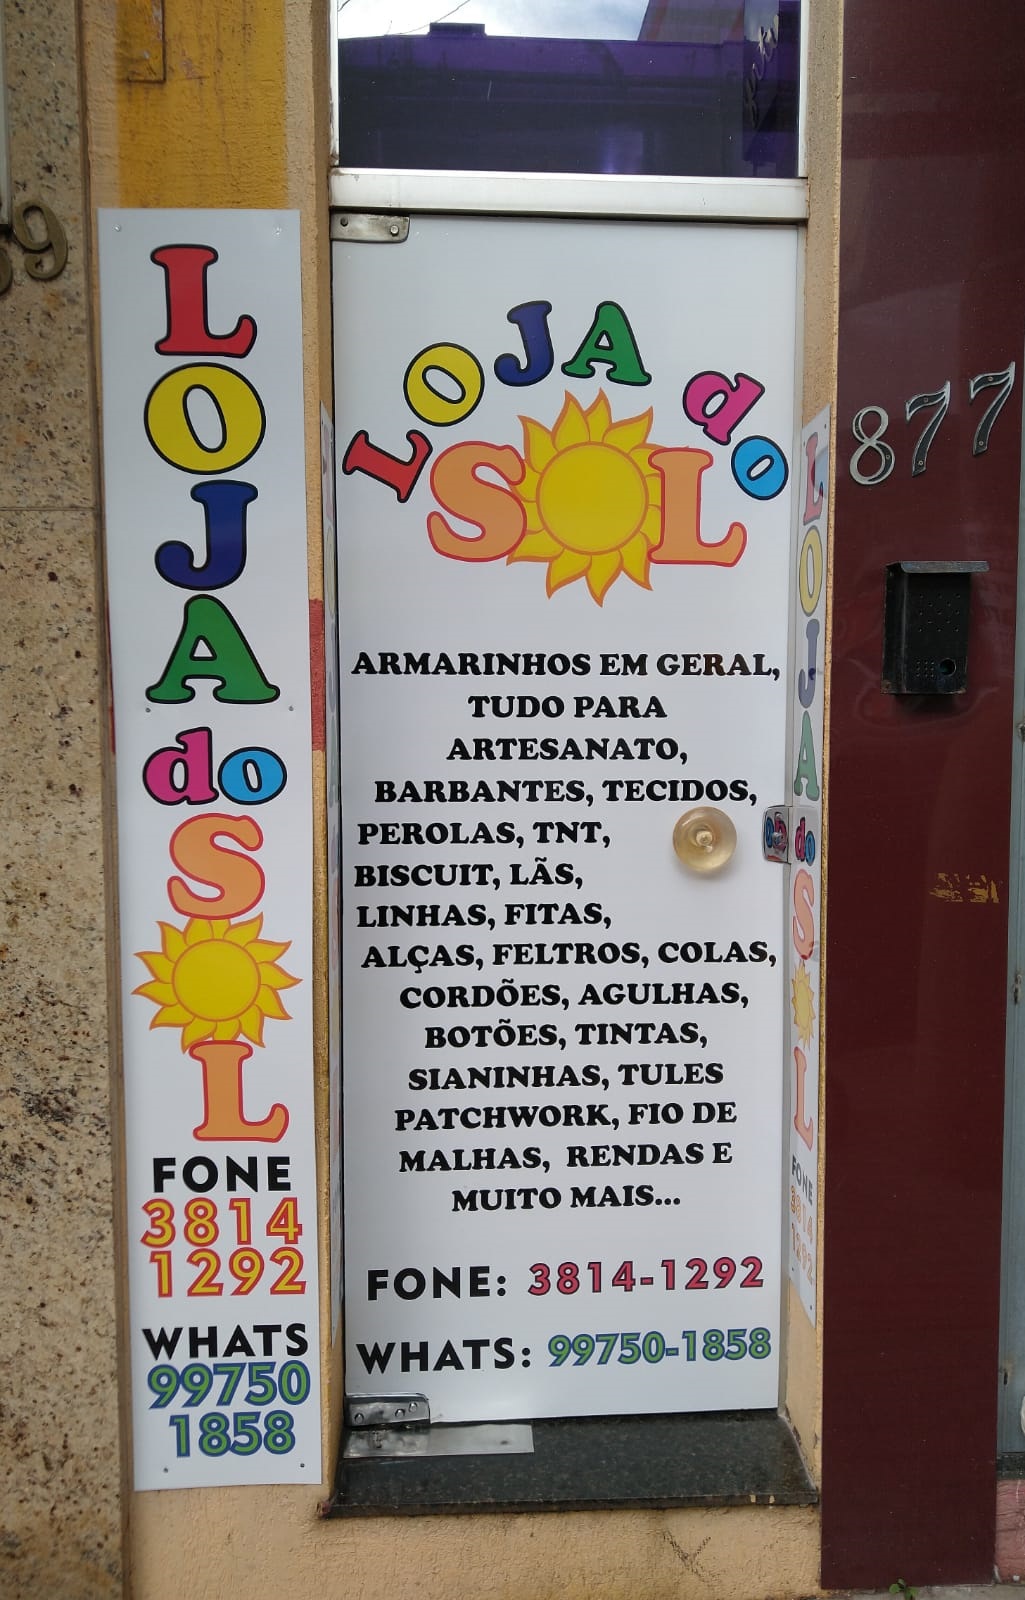 LOJA
do
SOL
FONE
3814
1292
WHATS
99750
1858
LOJA do
SOL
ARMARINHOS EM GERAL,
TUDO PARA
ARTESANATO,
BARBANTES, TECIDOS,
PEROLAS, TNT,
BISCUIT, LÃS,
LINHAS, FITAS,
ALÇAS, FELTROS, COLAS,
CORDÕES, AGULHAS,
BOTÕES, TINTAS,
SIANINHAS, TULES
PATCHWORK, FIO DE
MALHAS, RENDAS E
MUITO MAIS...
FONE: 3814-1292
WHATS: 99750-1858
LOJA
do
SOL
FONE
3814
1292
877
9